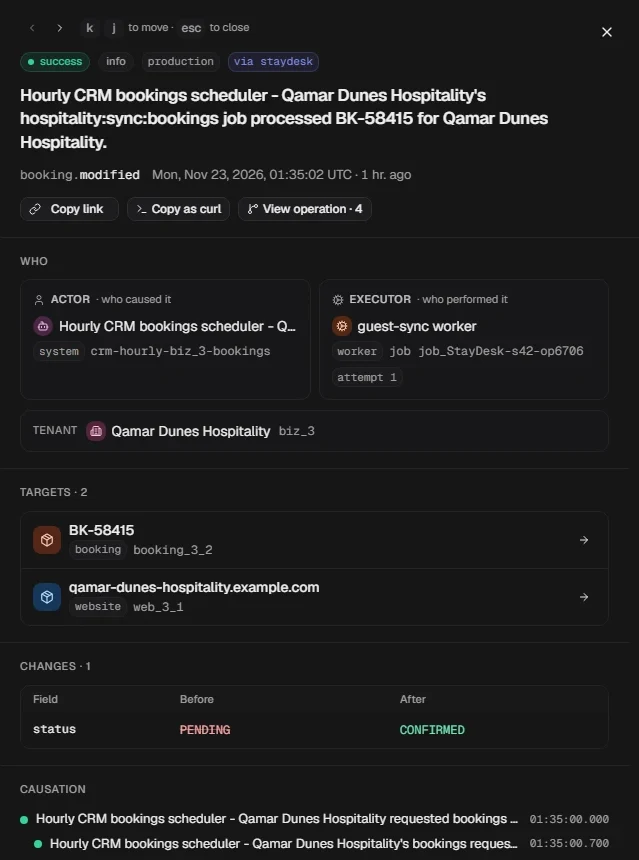 k j to move · esc to close
success info production via staydesk
Hourly CRM bookings scheduler - Qamar Dunes Hospitality's
hospitality:sync:bookings job processed BK-58415 for Qamar Dunes
Hospitality.
booking.modified Mon, Nov 23, 2026, 01:35:02 UTC · 1 hr. ago
Copy link >_ Copy as curl View operation · 4
WHO
ACTOR · who caused it
Hourly CRM bookings scheduler - Q...
system crm-hourly-biz_3-bookings
EXECUTOR · who performed it
guest-sync worker
worker job job_StayDesk-s42-op6706
attempt 1
TENANT Qamar Dunes Hospitality biz_3
TARGETS · 2
BK-58415
booking booking_3_2
qamar-dunes-hospitality.example.com
website web_3_1
CHANGES · 1
Field Before After
status PENDING CONFIRMED
CAUSATION
Hourly CRM bookings scheduler - Qamar Dunes Hospitality requested bookings ... 01:35:00.000
Hourly CRM bookings scheduler - Qamar Dunes Hospitality's bookings reques... 01:35:00.700